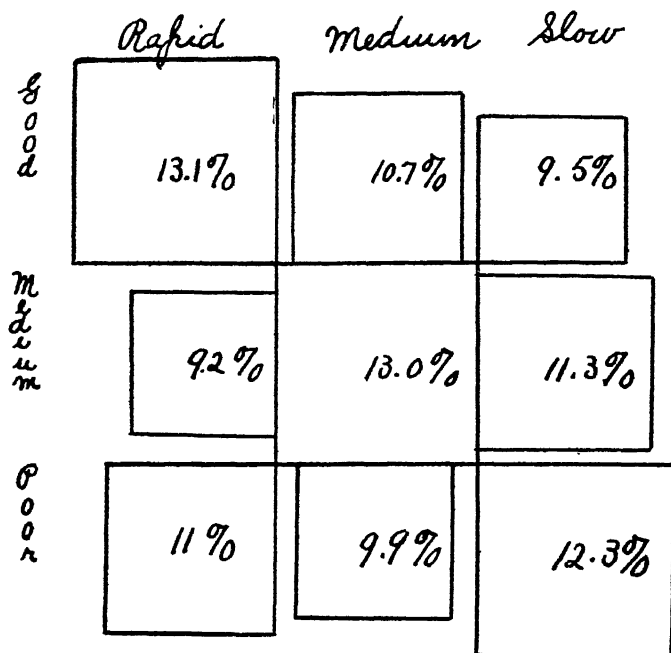 Rapid Medium Slow
Good
13.1% 10.7% 9.5%
Medium
9.2% 13.0% 11.3%
Poor
11% 9.9% 12.3%